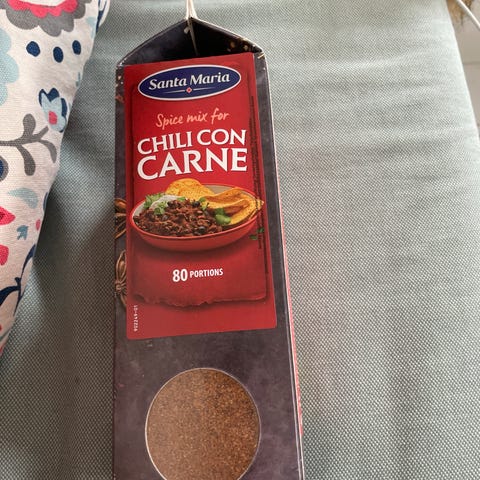 Santa Maria
Spice mix for
CHILI CON
CARNE
80 PORTIONS